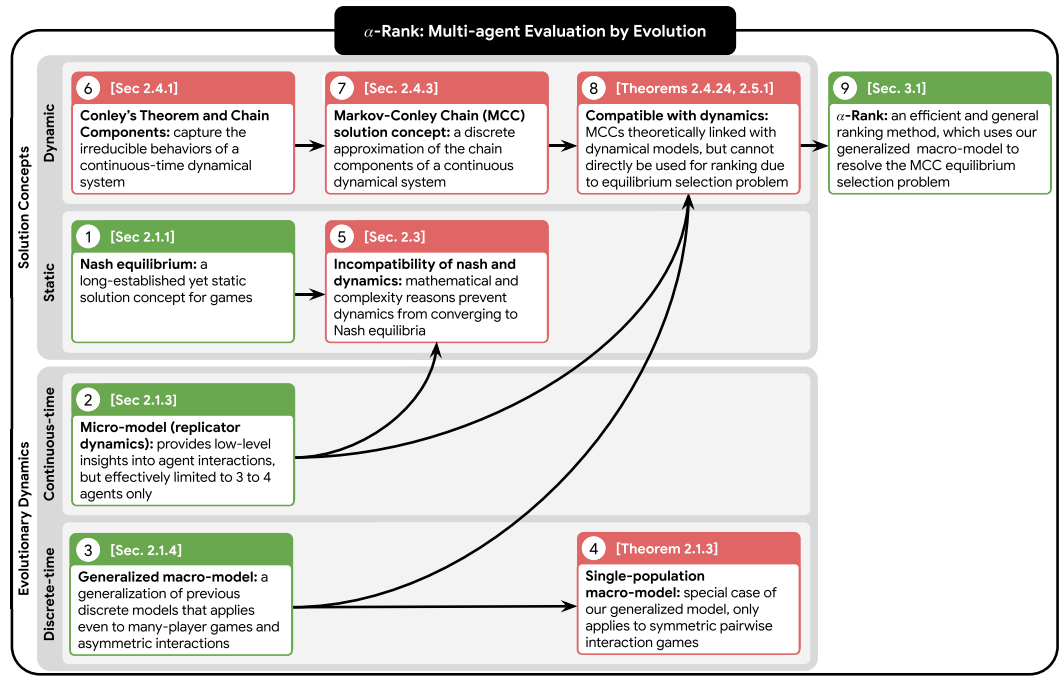 α-Rank: Multi-agent Evaluation by Evolution
Solution Concepts
Dynamic
6 [Sec 2.4.1]
Conley's Theorem and Chain
Components: capture the
irreducible behaviors of a
continuous-time dynamical
system
7 [Sec. 2.4.3]
Markov-Conley Chain (MCC)
solution concept: a discrete
approximation of the chain
components of a continuous
dynamical system
8 [Theorems 2.4.24, 2.5.1]
Compatible with dynamics:
MCCs theoretically linked with
dynamical models, but cannot
directly be used for ranking due
to equilibrium selection problem
9 [Sec. 3.1]
α-Rank: an efficient and general
ranking method, which uses our
generalized macro-model to
resolve the MCC equilibrium
selection problem
Static
1 [Sec 2.1.1]
Nash equilibrium: a
long-established yet static
solution concept for games
5 [Sec. 2.3]
Incompatibility of nash and
dynamics: mathematical and
complexity reasons prevent
dynamics from converging to
Nash equilibria
Evolutionary Dynamics
Continuous-time
2 [Sec 2.1.3]
Micro-model (replicator
dynamics): provides low-level
insights into agent interactions,
but effectively limited to 3 to 4
agents only
Discrete-time
3 [Sec. 2.1.4]
Generalized macro-model: a
generalization of previous
discrete models that applies
even to many-player games and
asymmetric interactions
4 [Theorem 2.1.3]
Single-population
macro-model: special case of
our generalized model, only
applies to symmetric pairwise
interaction games